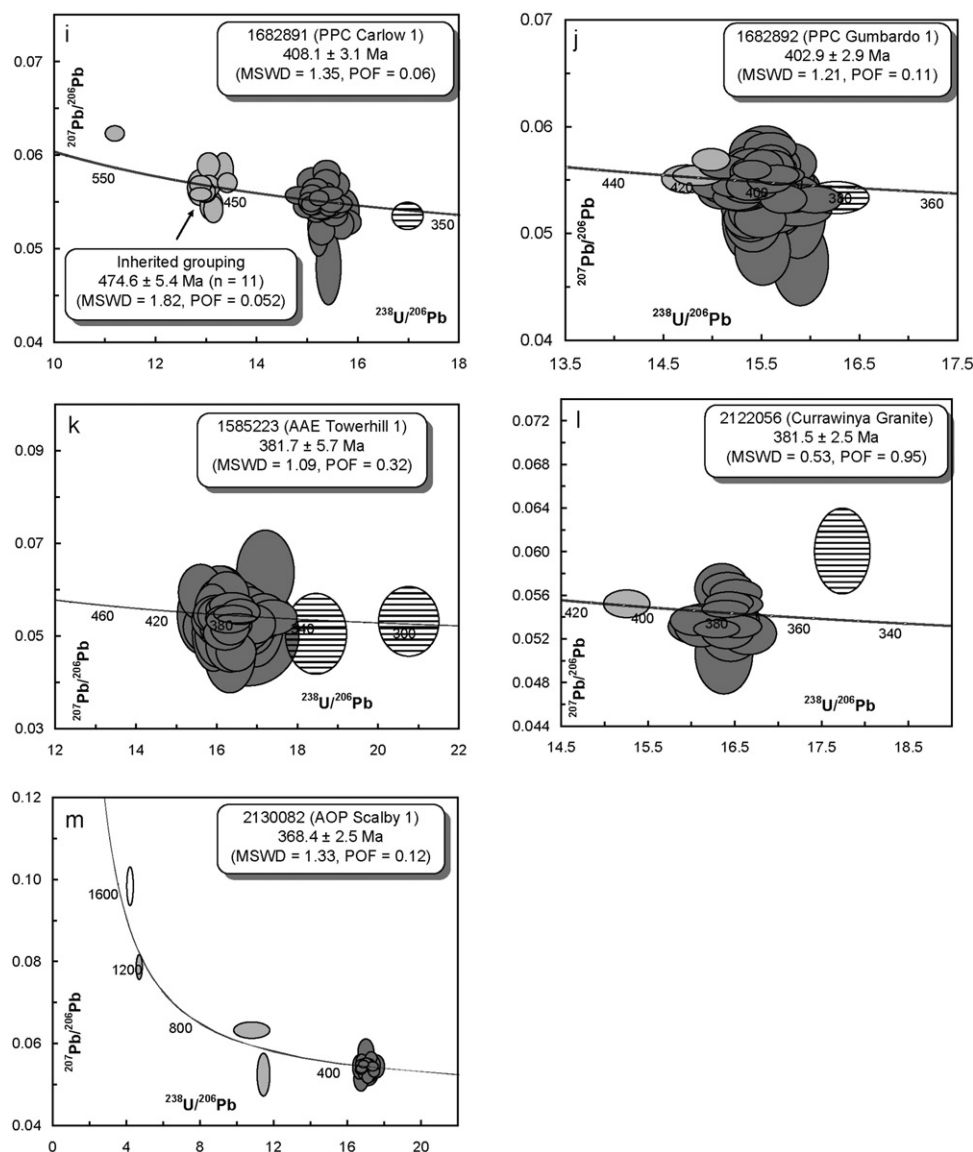 i
1682891 (PPC Carlow 1)
408.1 ± 3.1 Ma
(MSWD = 1.35, POF = 0.06)
0.07
0.06
0.05
0.04
²⁰⁷Pb/²⁰⁶Pb
550
450
350
Inherited grouping
474.6 ± 5.4 Ma (n = 11)
(MSWD = 1.82, POF = 0.052)
²³⁸U/²⁰⁶Pb
10 12 14 16 18
j
1682892 (PPC Gumbardo 1)
402.9 ± 2.9 Ma
(MSWD = 1.21, POF = 0.11)
0.07
0.06
0.05
0.04
²⁰⁷Pb/²⁰⁶Pb
440 420 409 380 360
²³⁸U/²⁰⁶Pb
13.5 14.5 15.5 16.5 17.5
k
1585223 (AAE Towerhill 1)
381.7 ± 5.7 Ma
(MSWD = 1.09, POF = 0.32)
0.09
0.07
0.05
0.03
²⁰⁷Pb/²⁰⁶Pb
460 420 380 340 300
²³⁸U/²⁰⁶Pb
12 14 16 18 20 22
l
2122056 (Currawinya Granite)
381.5 ± 2.5 Ma
(MSWD = 0.53, POF = 0.95)
0.072
0.068
0.064
0.060
0.056
0.052
0.048
0.044
²⁰⁷Pb/²⁰⁶Pb
420 400 380 360 340
²³⁸U/²⁰⁶Pb
14.5 15.5 16.5 17.5 18.5
m
2130082 (AOP Scalby 1)
368.4 ± 2.5 Ma
(MSWD = 1.33, POF = 0.12)
0.12
0.10
0.08
0.06
0.04
1600
1200
800
400
²⁰⁷Pb/²⁰⁶Pb
²³⁸U/²⁰⁶Pb
0 4 8 12 16 20